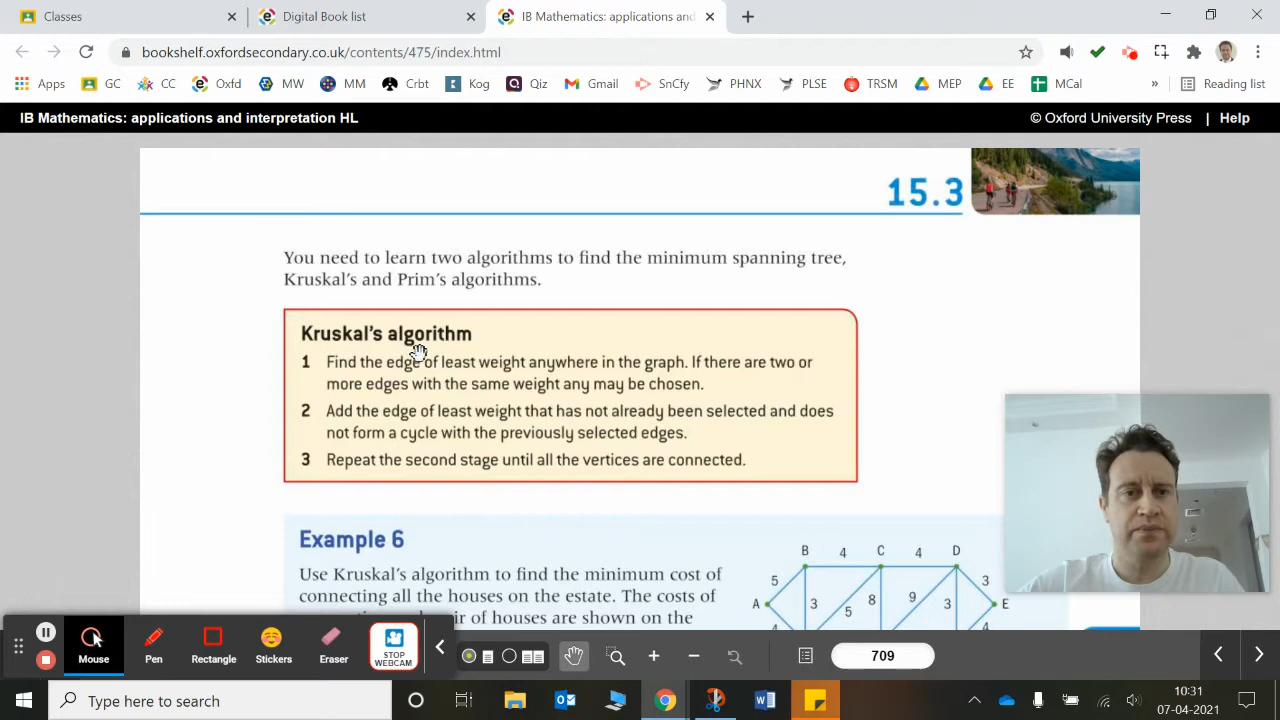 Classes
Digital Book list
IB Mathematics: applications and
bookshelf.oxfordsecondary.co.uk/contents/475/index.html
Apps GC CC Oxfd MW MM Crbt Kog Qiz Gmail SnCfy PHNX PLSE TRSM MEP EE MCal » Reading list
IB Mathematics: applications and interpretation HL © Oxford University Press | Help
15.3
You need to learn two algorithms to find the minimum spanning tree,
Kruskal's and Prim's algorithms.
Kruskal's algorithm
1 Find the edge of least weight anywhere in the graph. If there are two or
more edges with the same weight any may be chosen.
2 Add the edge of least weight that has not already been selected and does
not form a cycle with the previously selected edges.
3 Repeat the second stage until all the vertices are connected.
Example 6
Use Kruskal's algorithm to find the minimum cost of
connecting all the houses on the estate. The costs of
ir of houses are shown on the
B 4 C 4 D
5 3
A 3 5 8 9 3 E
4 4
Mouse Pen Rectangle Stickers Eraser STOP
WEBCAM
709
Type here to search
10:31
07-04-2021